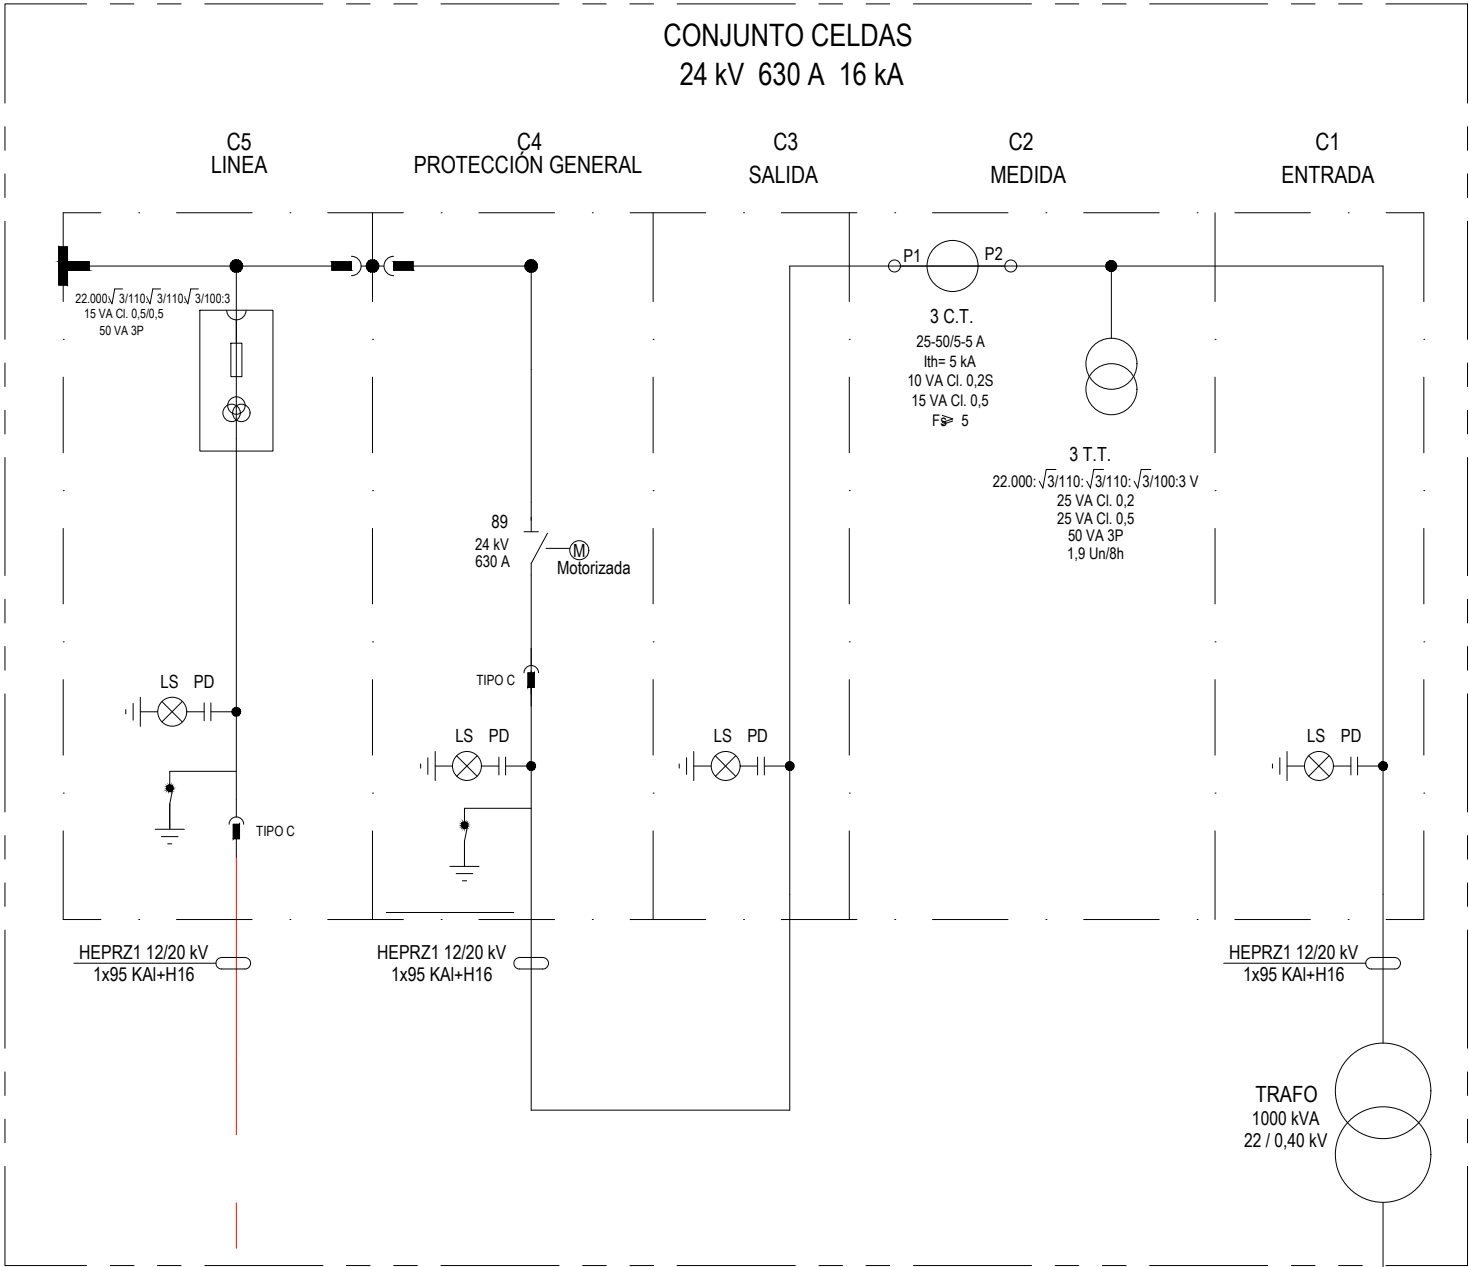 CONJUNTO CELDAS
24 kV 630 A 16 kA
C5
LINEA
C4
PROTECCIÓN GENERAL
C3
SALIDA
C2
MEDIDA
C1
ENTRADA
22.000:√3/110:√3/110:√3/100:3
15 VA Cl. 0,5/0,5
50 VA 3P
P1
P2
3 C.T.
25-50/5-5 A
Ith= 5 kA
10 VA Cl. 0,2S
15 VA Cl. 0,5
5
3 T.T.
22.000:√3/110:√3/110:√3/100:3 V
25 VA Cl. 0,2
25 VA Cl. 0,5
50 VA 3P
1,9 Un/8h
89
24 kV
630 A
M
Motorizada
TIPO C
LS PD
LS PD
LS PD
LS PD
TIPO C
HEPRZ1 12/20 kV
1x95 KAl+H16
HEPRZ1 12/20 kV
1x95 KAl+H16
HEPRZ1 12/20 kV
1x95 KAl+H16
TRAFO
1000 kVA
22 / 0,40 kV